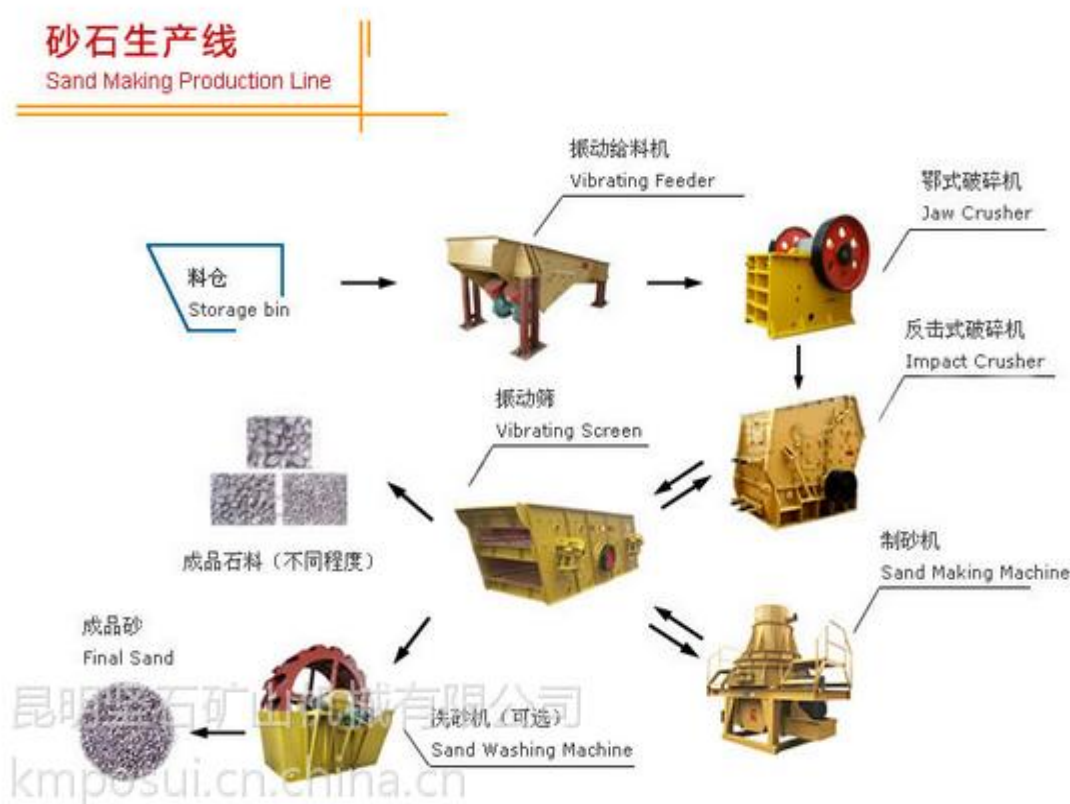 砂石生产线
Sand Making Production Line
振动给料机
Vibrating Feeder
鄂式破碎机
Jaw Crusher
料仓
Storage bin
反击式破碎机
Impact Crusher
振动筛
Vibrating Screen
成品石料（不同程度）
制砂机
Sand Making Machine
成品砂
Final Sand
洗砂机（可选）
Sand Washing Machine
昆明 石矿山机械有限公司
kmposui.cn.china.cn